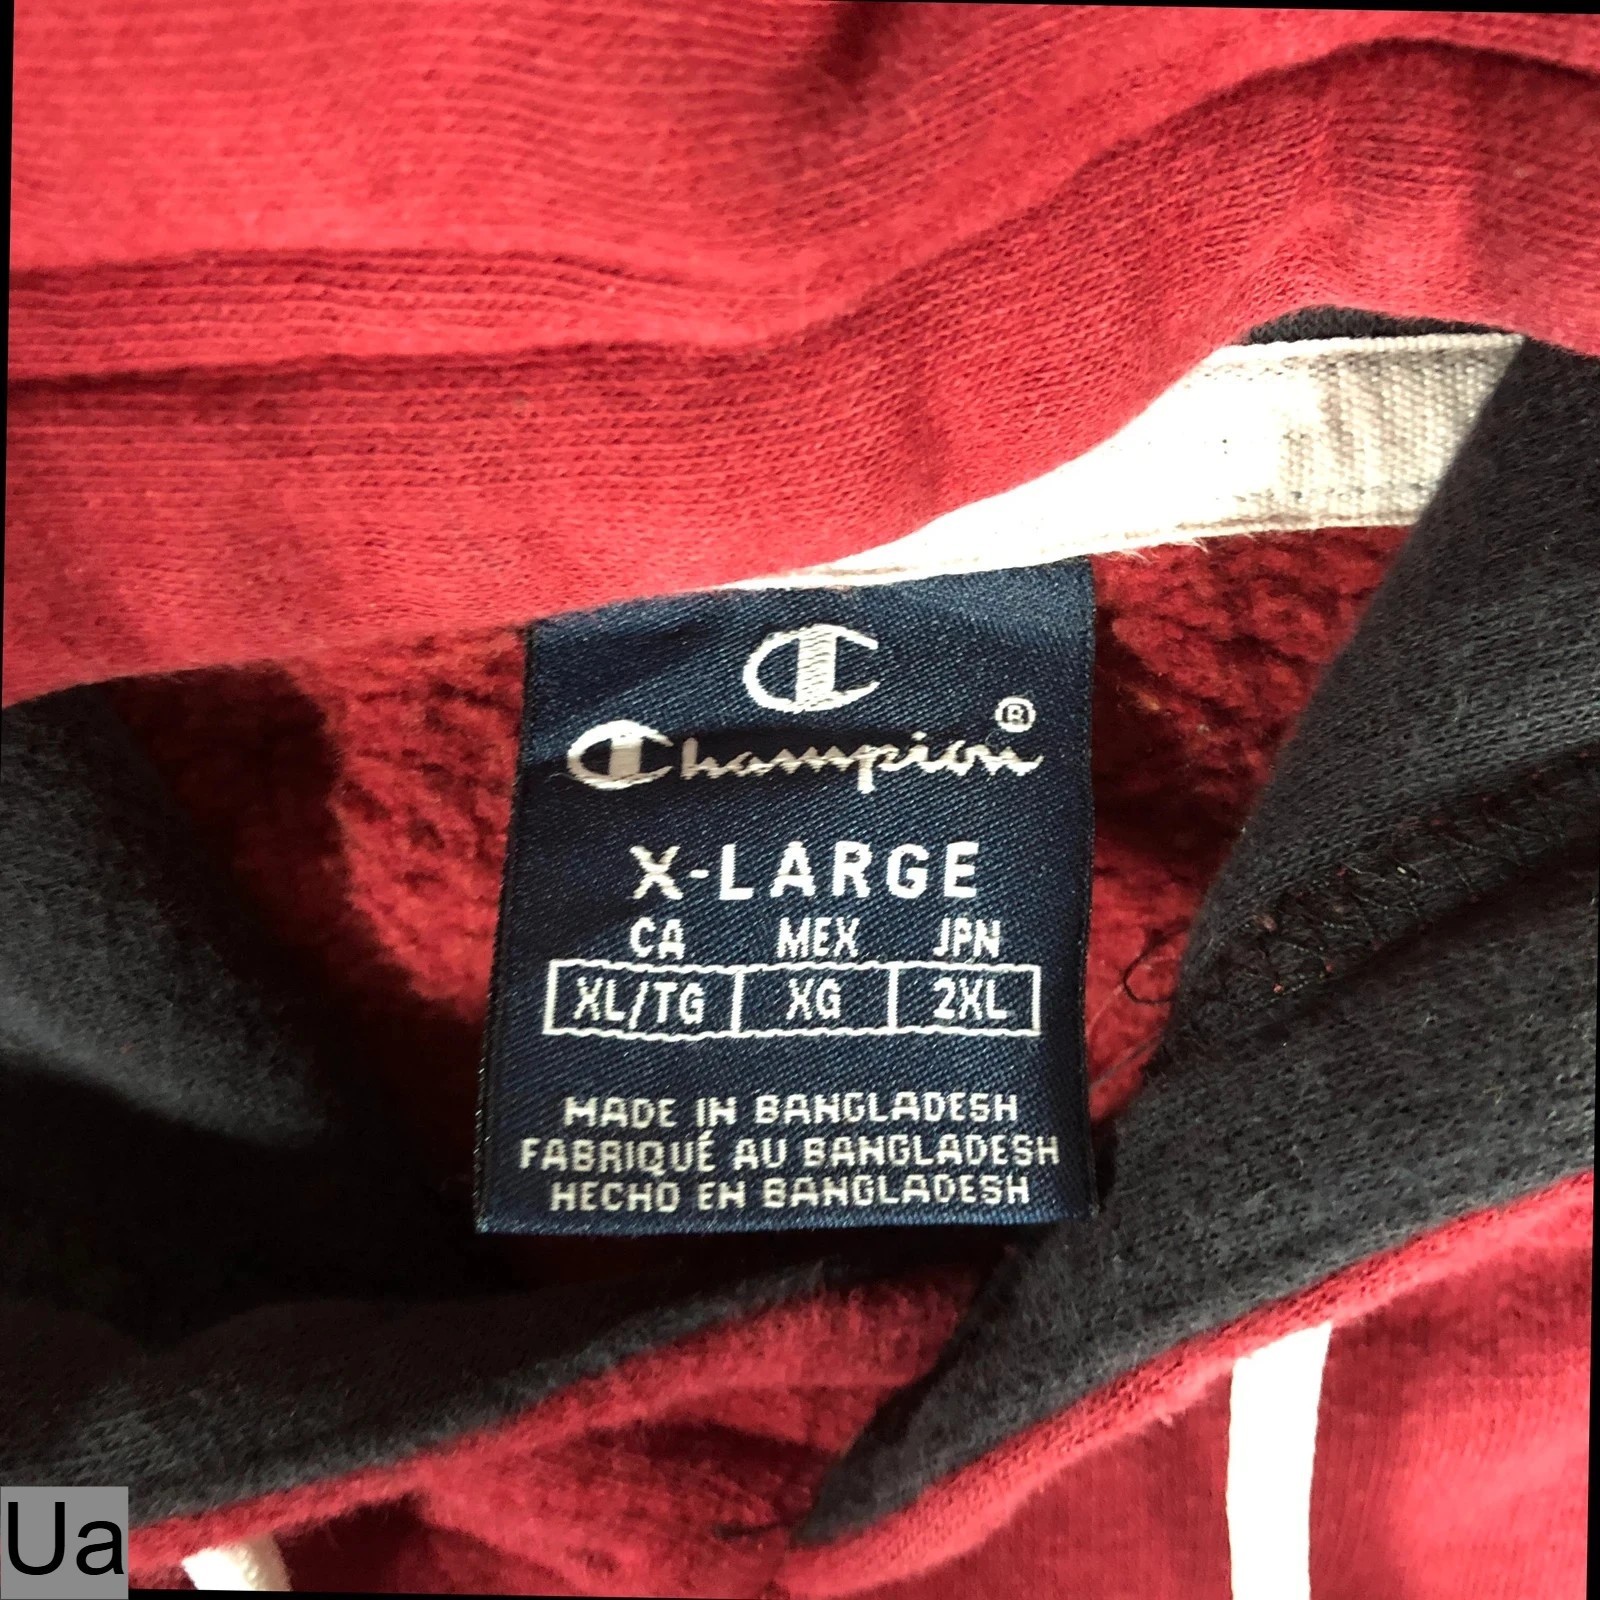 Champion®
X-LARGE
CA MEX JPN
XL/TG XG 2XL
MADE IN BANGLADESH
FABRIQUÉ AU BANGLADESH
HECHO EN BANGLADESH
Ua